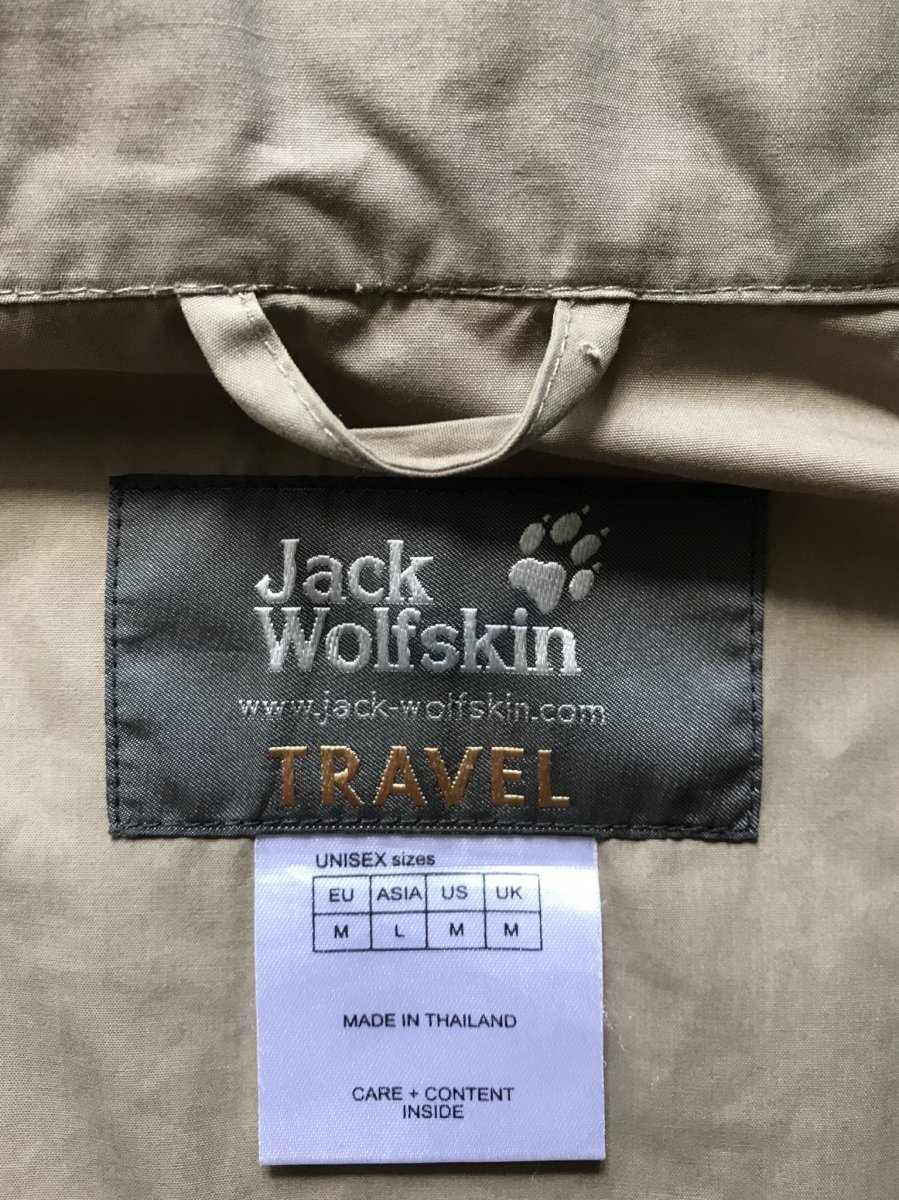 Jack
Wolfskin
www.jack-wolfskin.com
TRAVEL
UNISEX sizes
EU ASIA US UK
M L M M
MADE IN THAILAND
CARE + CONTENT
INSIDE